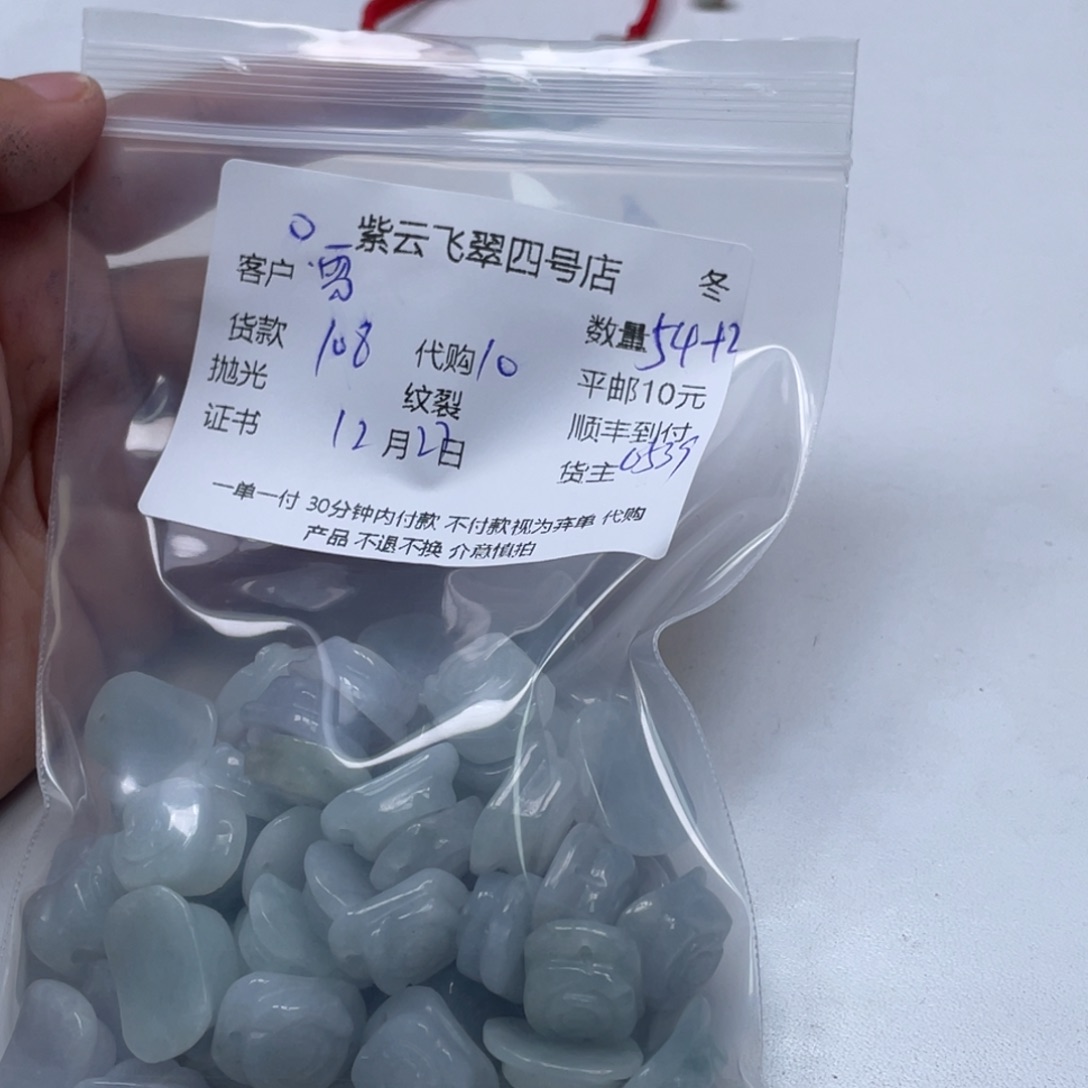 紫云飞翠四号店 冬
客户 雪
货款 108 代购 10 数量 54+2
抛光 纹裂 平邮10元
证书 12月27日 顺丰到付
货主 0539
一单一付 30分钟内付款 不付款视为弃单 代购
产品 不退不换 介意慎拍